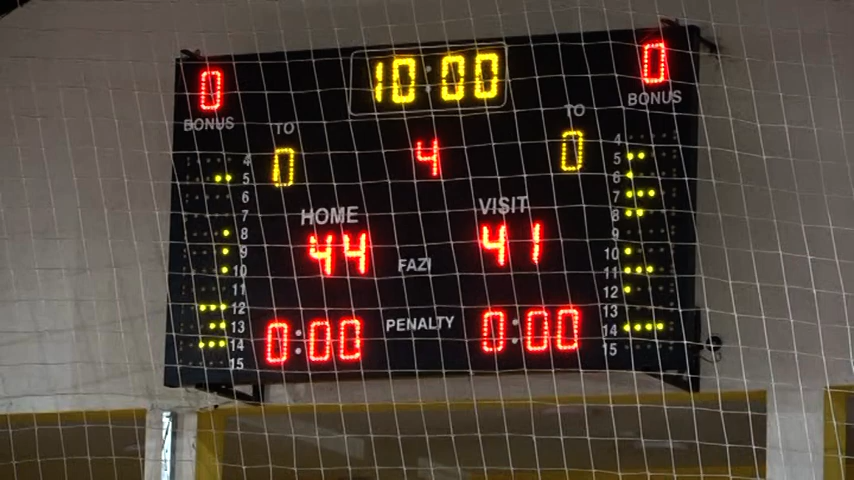 0 10:00 0
BONUS BONUS
TO TO
0 4 0
HOME VISIT
44 FAZI 41
0:00 PENALTY 0:00
4 4
5 5
6 6
7 7
8 8
9 9
10 10
11 11
12 12
13 13
14 14
15 15